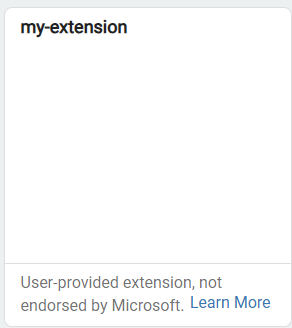 my-extension
User-provided extension, not
endorsed by Microsoft. Learn More